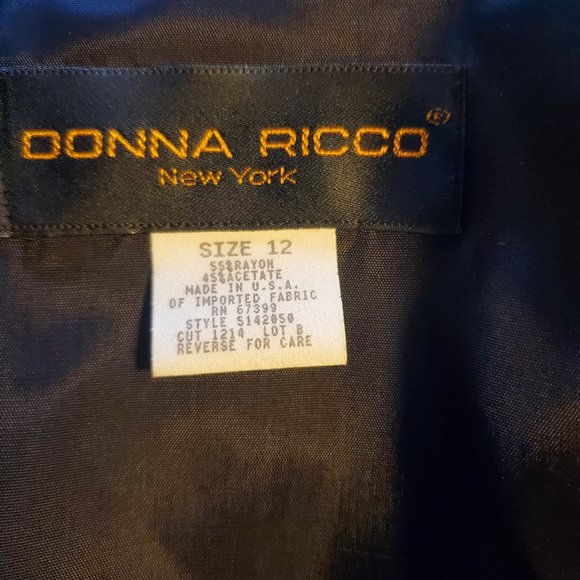 DONNA RICCO®
New York
SIZE 12
55%RAYON
45%ACETATE
MADE IN U.S.A.
OF IMPORTED FABRIC
RN 67399
STYLE 5142050
CUT 1214 LOT B
REVERSE FOR CARE